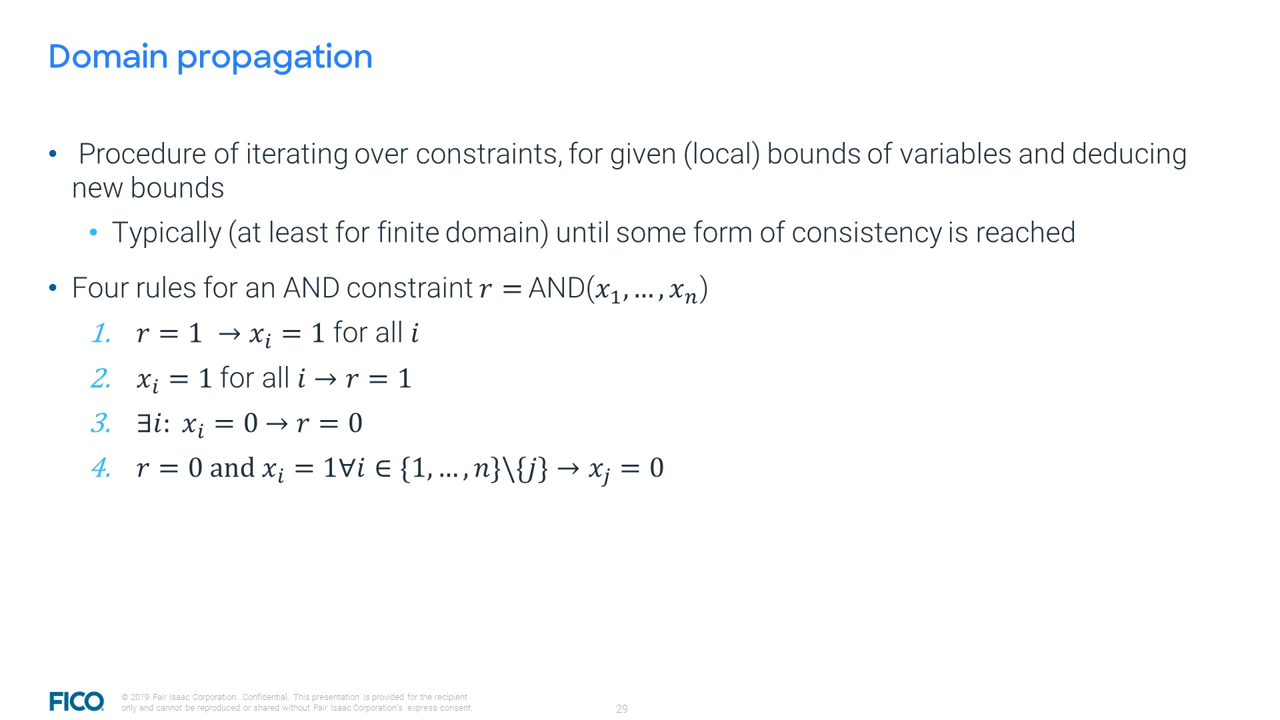 Domain propagation
• Procedure of iterating over constraints, for given (local) bounds of variables and deducing
new bounds
• Typically (at least for finite domain) until some form of consistency is reached
• Four rules for an AND constraint 𝑟 = AND(𝑥₁, … , 𝑥ₙ)
1. 𝑟 = 1 → 𝑥ᵢ = 1 for all 𝑖
2. 𝑥ᵢ = 1 for all 𝑖 → 𝑟 = 1
3. ∃𝑖: 𝑥ᵢ = 0 → 𝑟 = 0
4. 𝑟 = 0 and 𝑥ᵢ = 1∀𝑖 ∈ {1, … , 𝑛}\{𝑗} → 𝑥ⱼ = 0
FICO
© 2019 Fair Isaac Corporation. Confidential. This presentation is provided for the recipient
only and cannot be reproduced or shared without Fair Isaac Corporation's express consent.
29